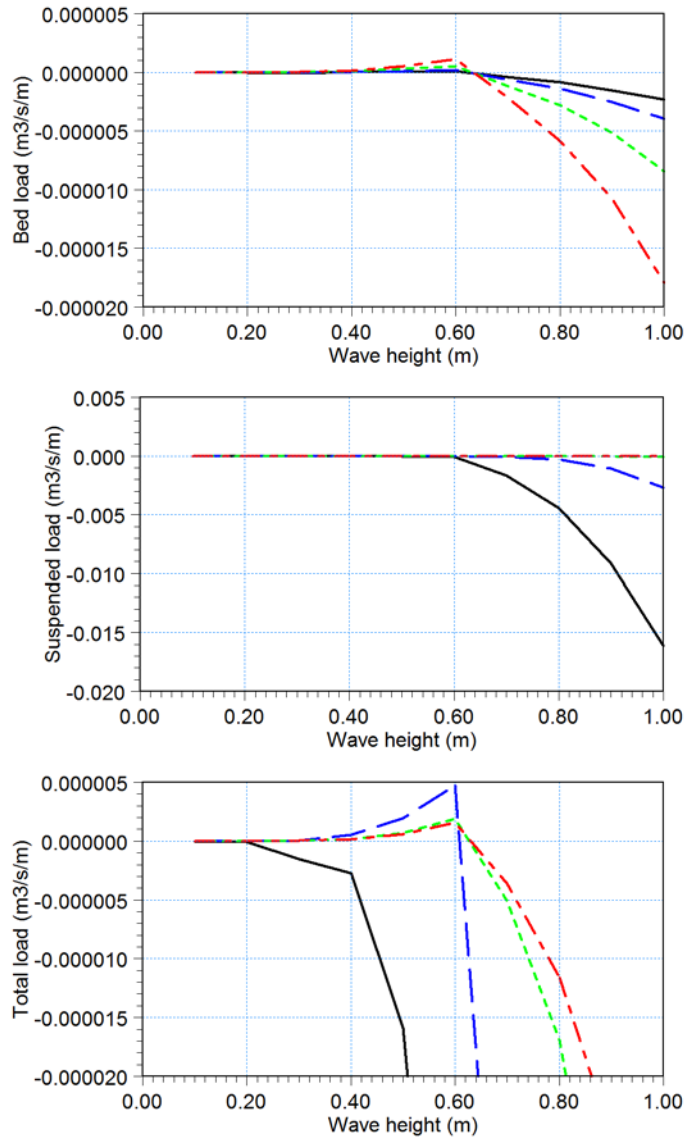 0.000005
0.000000
-0.000005
-0.000010
-0.000015
-0.000020
Bed load (m3/s/m)
0.00 0.20 0.40 0.60 0.80 1.00
Wave height (m)
0.005
0.000
-0.005
-0.010
-0.015
-0.020
Suspended load (m3/s/m)
0.00 0.20 0.40 0.60 0.80 1.00
Wave height (m)
0.000005
0.000000
-0.000005
-0.000010
-0.000015
-0.000020
Total load (m3/s/m)
0.00 0.20 0.40 0.60 0.80 1.00
Wave height (m)